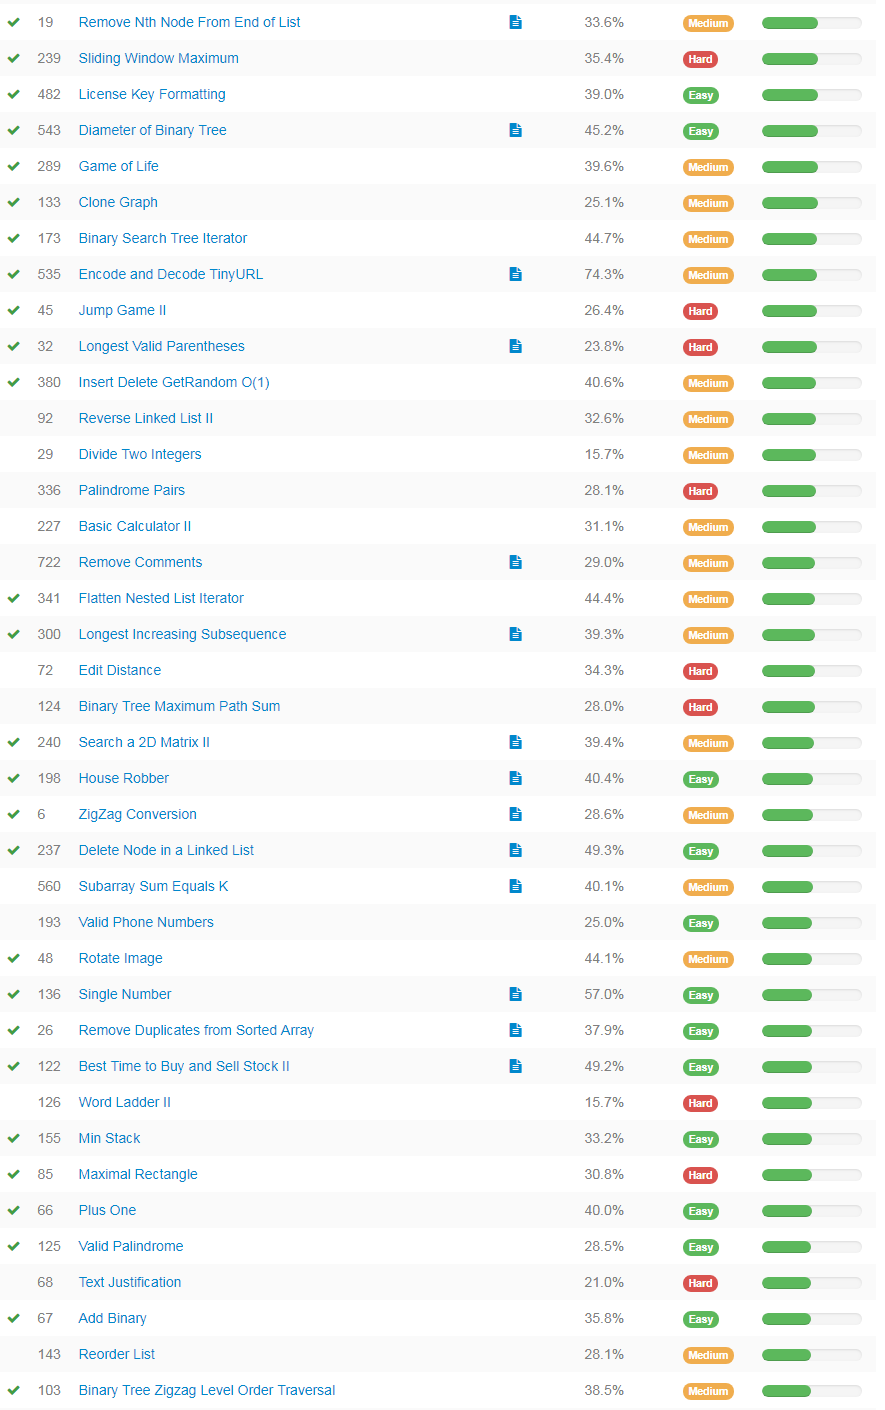 19 Remove Nth Node From End of List 33.6% Medium
239 Sliding Window Maximum 35.4% Hard
482 License Key Formatting 39.0% Easy
543 Diameter of Binary Tree 45.2% Easy
289 Game of Life 39.6% Medium
133 Clone Graph 25.1% Medium
173 Binary Search Tree Iterator 44.7% Medium
535 Encode and Decode TinyURL 74.3% Medium
45 Jump Game II 26.4% Hard
32 Longest Valid Parentheses 23.8% Hard
380 Insert Delete GetRandom O(1) 40.6% Medium
92 Reverse Linked List II 32.6% Medium
29 Divide Two Integers 15.7% Medium
336 Palindrome Pairs 28.1% Hard
227 Basic Calculator II 31.1% Medium
722 Remove Comments 29.0% Medium
341 Flatten Nested List Iterator 44.4% Medium
300 Longest Increasing Subsequence 39.3% Medium
72 Edit Distance 34.3% Hard
124 Binary Tree Maximum Path Sum 28.0% Hard
240 Search a 2D Matrix II 39.4% Medium
198 House Robber 40.4% Easy
6 ZigZag Conversion 28.6% Medium
237 Delete Node in a Linked List 49.3% Easy
560 Subarray Sum Equals K 40.1% Medium
193 Valid Phone Numbers 25.0% Easy
48 Rotate Image 44.1% Medium
136 Single Number 57.0% Easy
26 Remove Duplicates from Sorted Array 37.9% Easy
122 Best Time to Buy and Sell Stock II 49.2% Easy
126 Word Ladder II 15.7% Hard
155 Min Stack 33.2% Easy
85 Maximal Rectangle 30.8% Hard
66 Plus One 40.0% Easy
125 Valid Palindrome 28.5% Easy
68 Text Justification 21.0% Hard
67 Add Binary 35.8% Easy
143 Reorder List 28.1% Medium
103 Binary Tree Zigzag Level Order Traversal 38.5% Medium